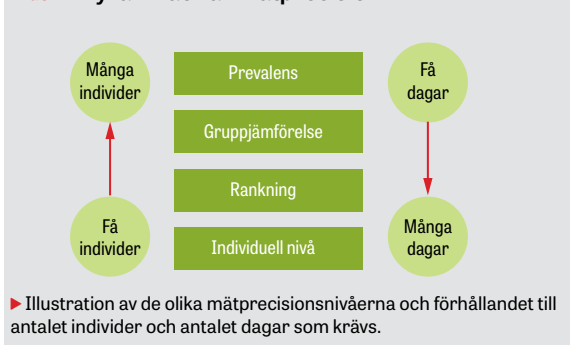 Många
individer
Prevalens
Få
dagar
Gruppjämförelse
Rankning
Få
individer
Individuell nivå
Många
dagar
Illustration av de olika mätprecisionsnivåerna och förhållandet till
antalet individer och antalet dagar som krävs.